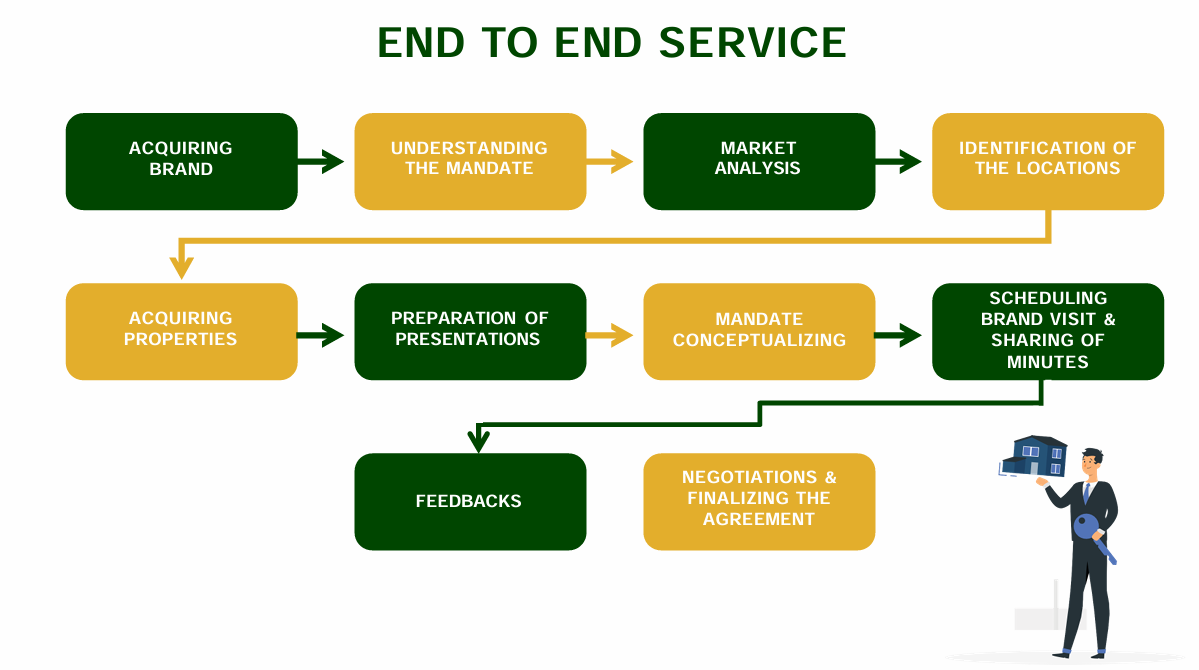 END TO END SERVICE
ACQUIRING
BRAND
UNDERSTANDING
THE MANDATE
MARKET
ANALYSIS
IDENTIFICATION OF
THE LOCATIONS
ACQUIRING
PROPERTIES
PREPARATION OF
PRESENTATIONS
MANDATE
CONCEPTUALIZING
SCHEDULING
BRAND VISIT &
SHARING OF
MINUTES
FEEDBACKS
NEGOTIATIONS &
FINALIZING THE
AGREEMENT